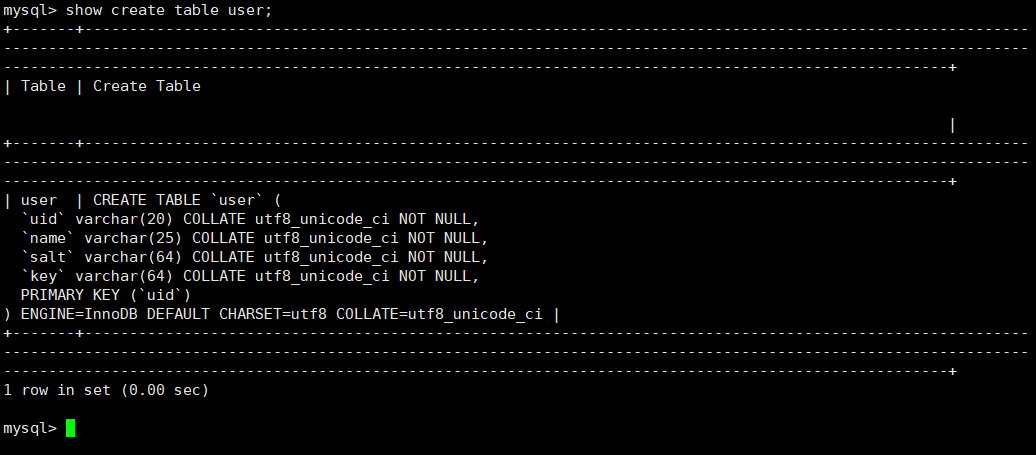 mysql> show create table user;
+-------+---------------------------------------------------------------------------------------------------------
------------------------------------------------------------------------------------------------------------------
---------------------------------------------------------------------------------------------------------+
| Table | Create Table
|
+-------+---------------------------------------------------------------------------------------------------------
------------------------------------------------------------------------------------------------------------------
---------------------------------------------------------------------------------------------------------+
| user  | CREATE TABLE `user` (
  `uid` varchar(20) COLLATE utf8_unicode_ci NOT NULL,
  `name` varchar(25) COLLATE utf8_unicode_ci NOT NULL,
  `salt` varchar(64) COLLATE utf8_unicode_ci NOT NULL,
  `key` varchar(64) COLLATE utf8_unicode_ci NOT NULL,
  PRIMARY KEY (`uid`)
) ENGINE=InnoDB DEFAULT CHARSET=utf8 COLLATE=utf8_unicode_ci |
+-------+---------------------------------------------------------------------------------------------------------
------------------------------------------------------------------------------------------------------------------
---------------------------------------------------------------------------------------------------------+
1 row in set (0.00 sec)
mysql>